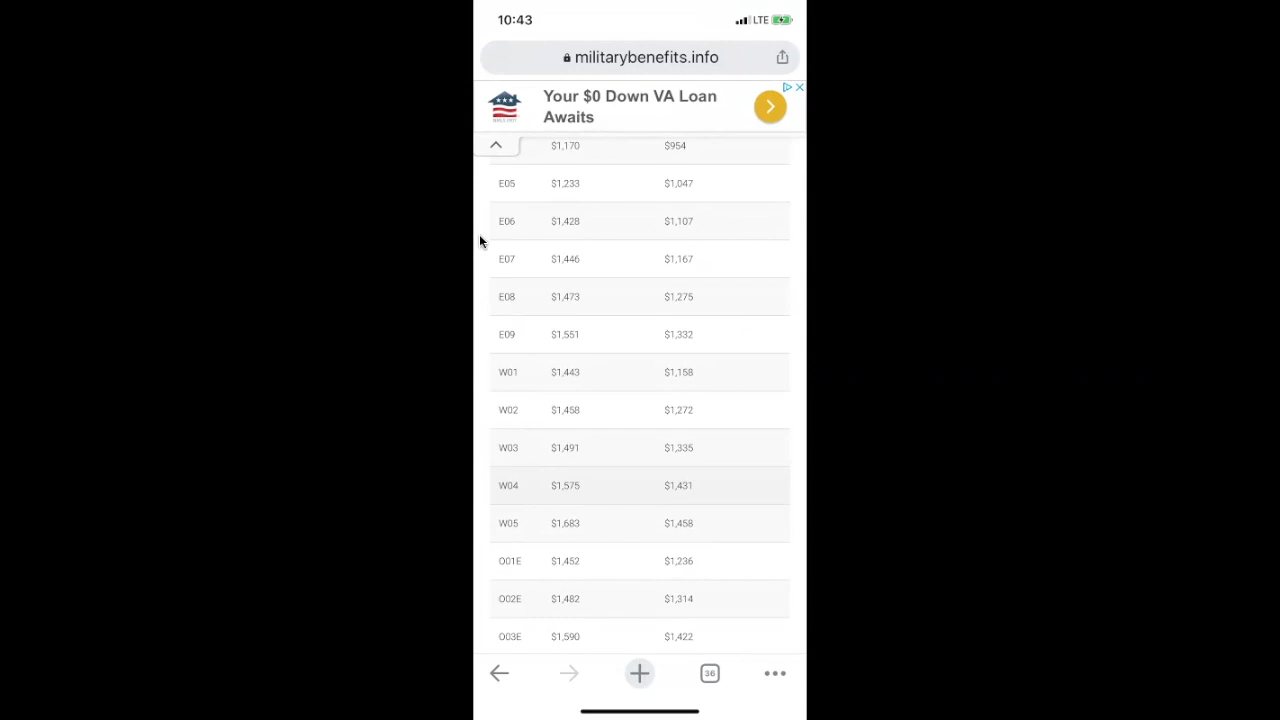 10:43
LTE
militarybenefits.info
Your $0 Down VA Loan
Awaits
$1,170 $954
E05 $1,233 $1,047
E06 $1,428 $1,107
E07 $1,446 $1,167
E08 $1,473 $1,275
E09 $1,551 $1,332
W01 $1,443 $1,158
W02 $1,458 $1,272
W03 $1,491 $1,335
W04 $1,575 $1,431
W05 $1,683 $1,458
O01E $1,452 $1,236
O02E $1,482 $1,314
O03E $1,590 $1,422
36